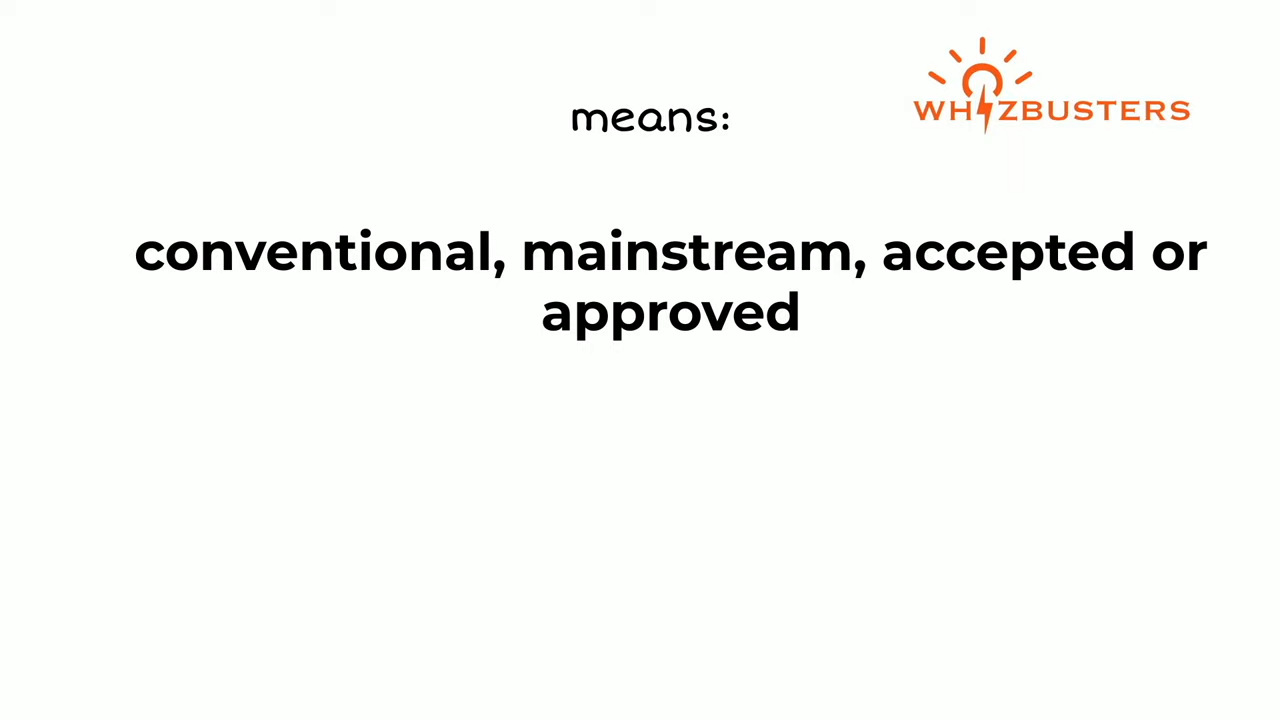 WHIZBUSTERS
means:
conventional, mainstream, accepted or
approved